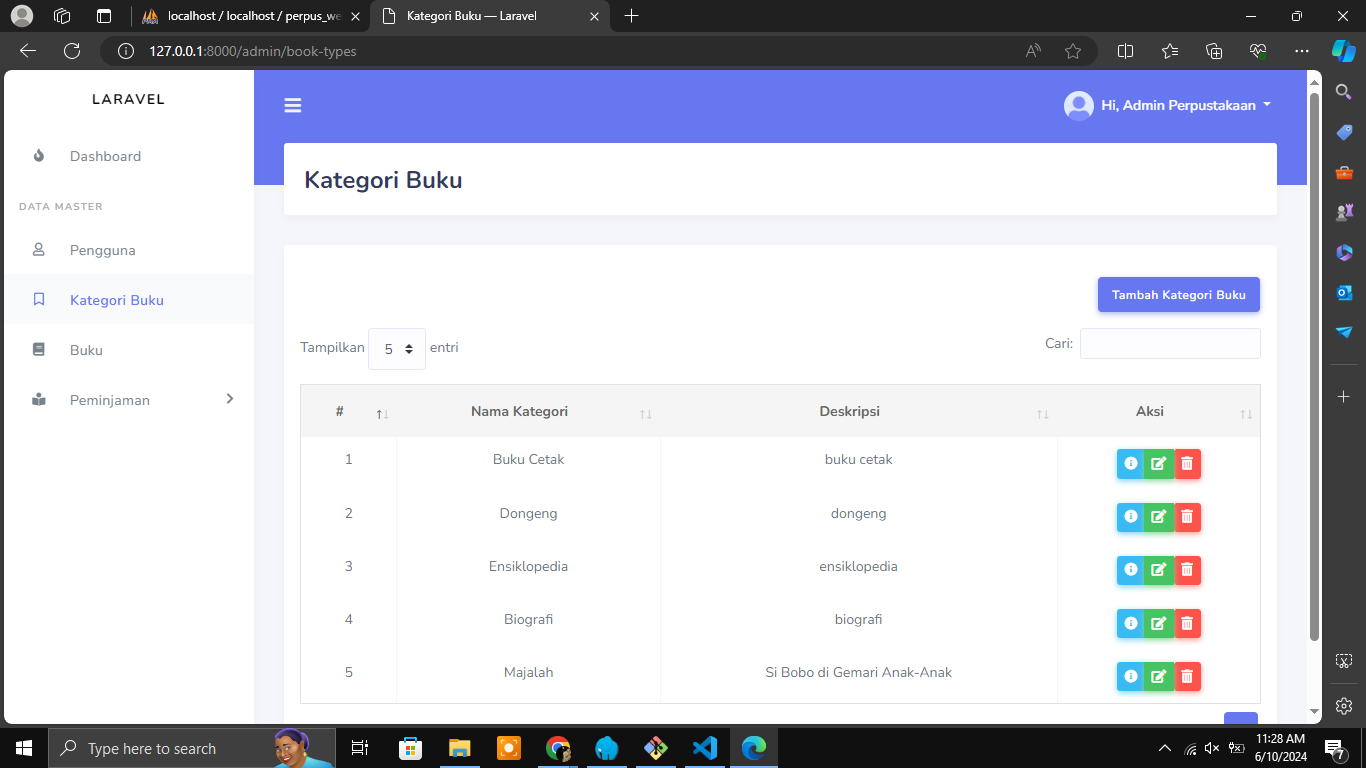 localhost / localhost / perpus_we
Kategori Buku — Laravel
127.0.0.1:8000/admin/book-types
LARAVEL
Hi, Admin Perpustakaan
Dashboard
DATA MASTER
Pengguna
Kategori Buku
Buku
Peminjaman
Kategori Buku
Tambah Kategori Buku
Tampilkan 5 entri
Cari:
# Nama Kategori Deskripsi Aksi
1 Buku Cetak buku cetak
2 Dongeng dongeng
3 Ensiklopedia ensiklopedia
4 Biografi biografi
5 Majalah Si Bobo di Gemari Anak-Anak
Type here to search
11:28 AM
6/10/2024
7